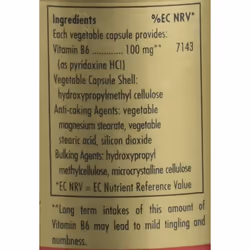 Ingredients %EC NRV*
Each vegetable capsule provides:
Vitamin B6 ............. 100 mg** 7143
(as pyridoxine HCl)
Vegetable Capsule Shell:
hydroxypropylmethyl cellulose
Anti-caking Agents: vegetable
magnesium stearate, vegetable
stearic acid, silicon dioxide
Bulking Agents: hydroxypropyl
methylcellulose, microcrystalline cellulose
*EC NRV = EC Nutrient Reference Value
**Long term intakes of this amount of
Vitamin B6 may lead to mild tingling and
numbness.